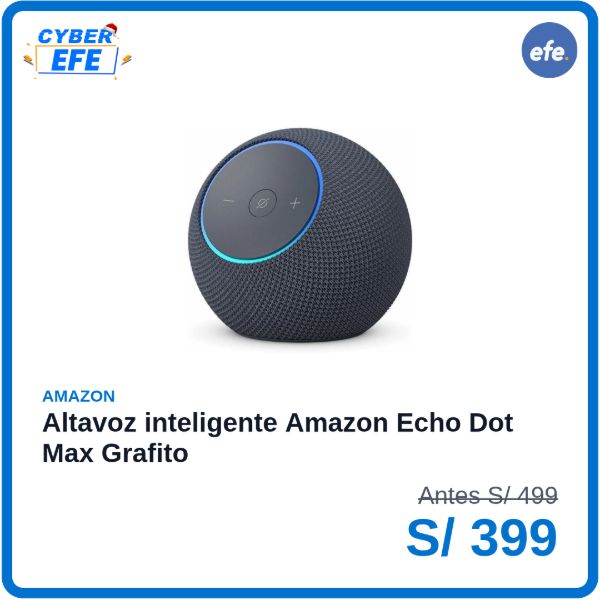 CYBER
EFE
efe.
AMAZON
Altavoz inteligente Amazon Echo Dot
Max Grafito
Antes S/ 499
S/ 399